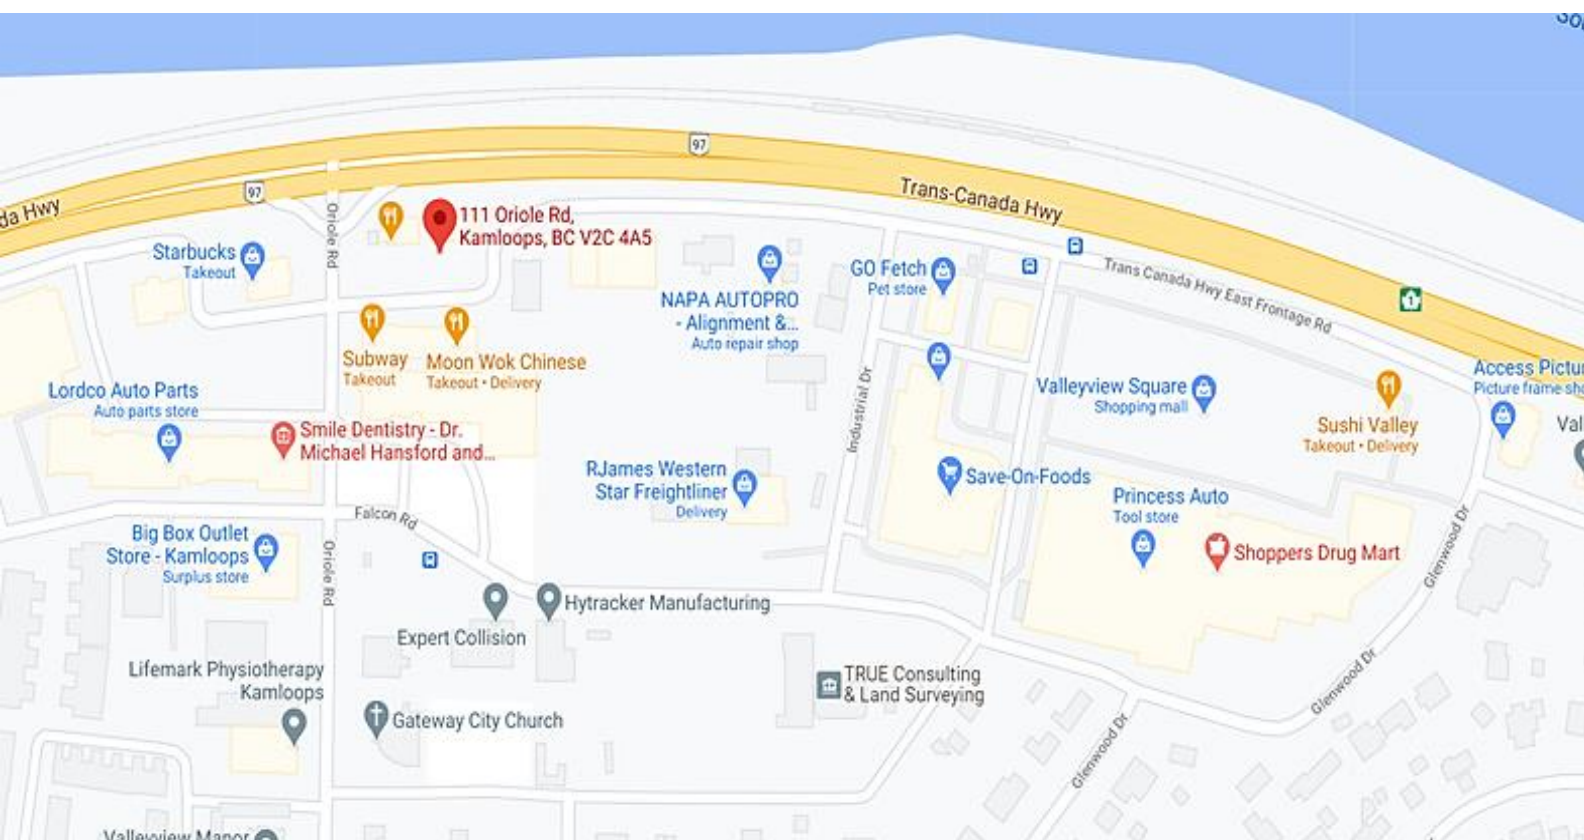 97
Trans-Canada Hwy
97
da Hwy
Oriole Rd
111 Oriole Rd,
Kamloops, BC V2C 4A5
Starbucks
Takeout
GO Fetch
Pet store
Trans Canada Hwy East Frontage Rd
1
NAPA AUTOPRO
- Alignment &...
Auto repair shop
Subway
Takeout
Moon Wok Chinese
Takeout • Delivery
Lordco Auto Parts
Auto parts store
Industrial Dr
Valleyview Square
Shopping mall
Access Pictu
Picture frame sho
Sushi Valley
Takeout • Delivery
Val
Smile Dentistry - Dr.
Michael Hansford and...
RJames Western
Star Freightliner
Delivery
Save-On-Foods
Princess Auto
Tool store
Falcon Rd
Big Box Outlet
Store - Kamloops
Surplus store
Oriole Rd
Shoppers Drug Mart
Glenwood Dr
Hytracker Manufacturing
Expert Collision
Lifemark Physiotherapy
Kamloops
TRUE Consulting
& Land Surveying
Glenwood Dr
Gateway City Church
Glenwood Dr
Valleyview Manor